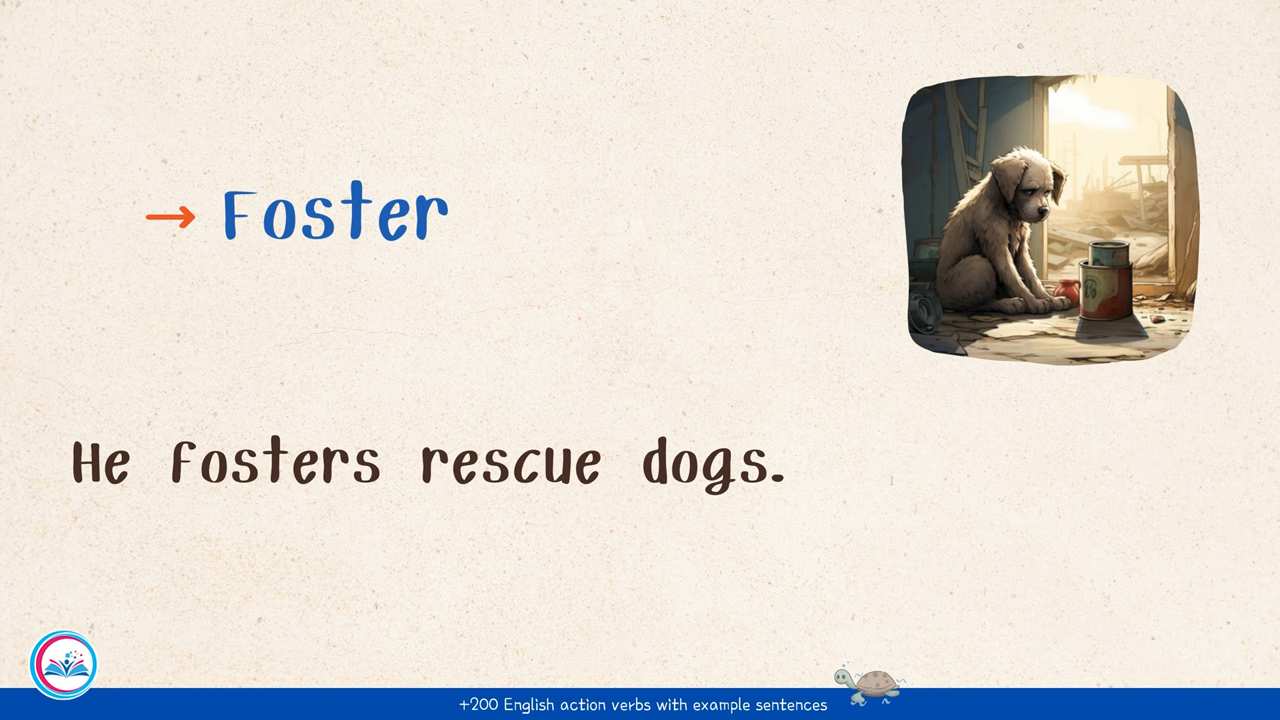 → Foster
He fosters rescue dogs.
+200 English action verbs with example sentences